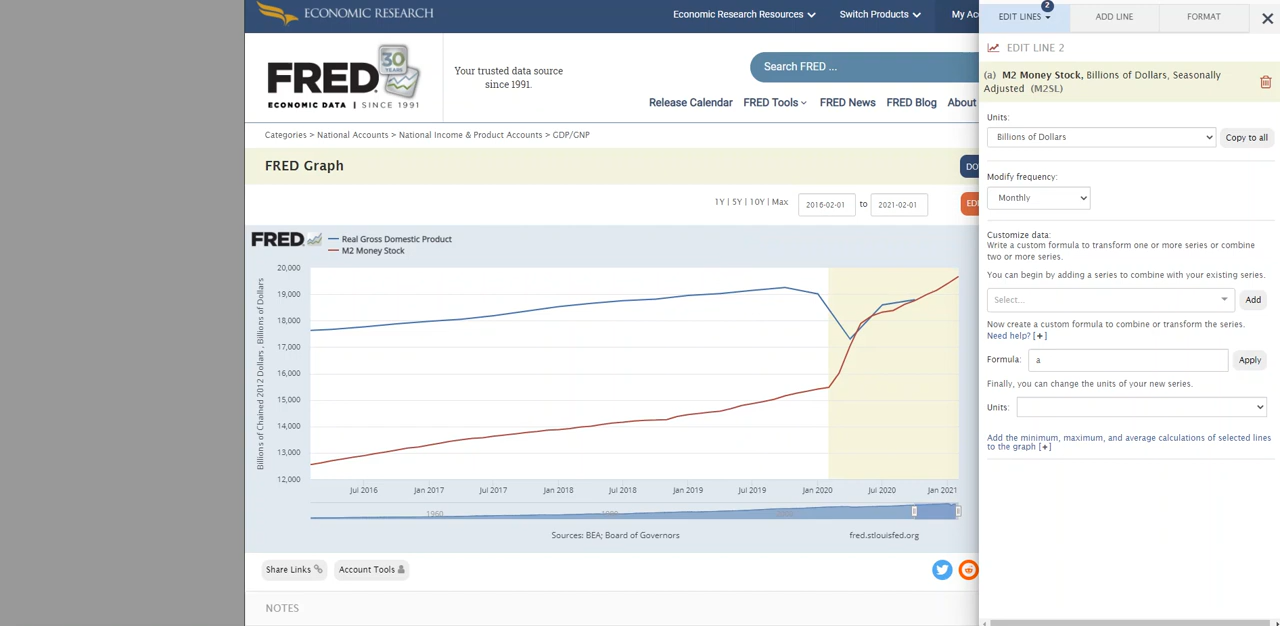 ECONOMIC RESEARCH
Economic Research Resources
Switch Products
My Acc
FRED
30
YEARS
ECONOMIC DATA | SINCE 1991
Your trusted data source
since 1991.
Search FRED ...
Release Calendar
FRED Tools
FRED News
FRED Blog
About
Categories > National Accounts > National Income & Product Accounts > GDP/GNP
FRED Graph
DO
1Y | 5Y | 10Y | Max
2016-02-01
to
2021-02-01
EDI
FRED
Real Gross Domestic Product
M2 Money Stock
Billions of Chained 2012 Dollars , Billions of Dollars
20,000
19,000
18,000
17,000
16,000
15,000
14,000
13,000
12,000
Jul 2016
Jan 2017
Jul 2017
Jan 2018
Jul 2018
Jan 2019
Jul 2019
Jan 2020
Jul 2020
Jan 2021
1960
Sources: BEA; Board of Governors
fred.stlouisfed.org
Share Links
Account Tools
NOTES
EDIT LINES
2
ADD LINE
FORMAT
EDIT LINE 2
(a) M2 Money Stock, Billions of Dollars, Seasonally
Adjusted (M2SL)
Units:
Billions of Dollars
Copy to all
Modify frequency:
Monthly
Customize data:
Write a custom formula to transform one or more series or combine
two or more series.
You can begin by adding a series to combine with your existing series.
Select...
Add
Now create a custom formula to combine or transform the series.
Need help? [+]
Formula:
a
Apply
Finally, you can change the units of your new series.
Units:
Add the minimum, maximum, and average calculations of selected lines
to the graph [+]